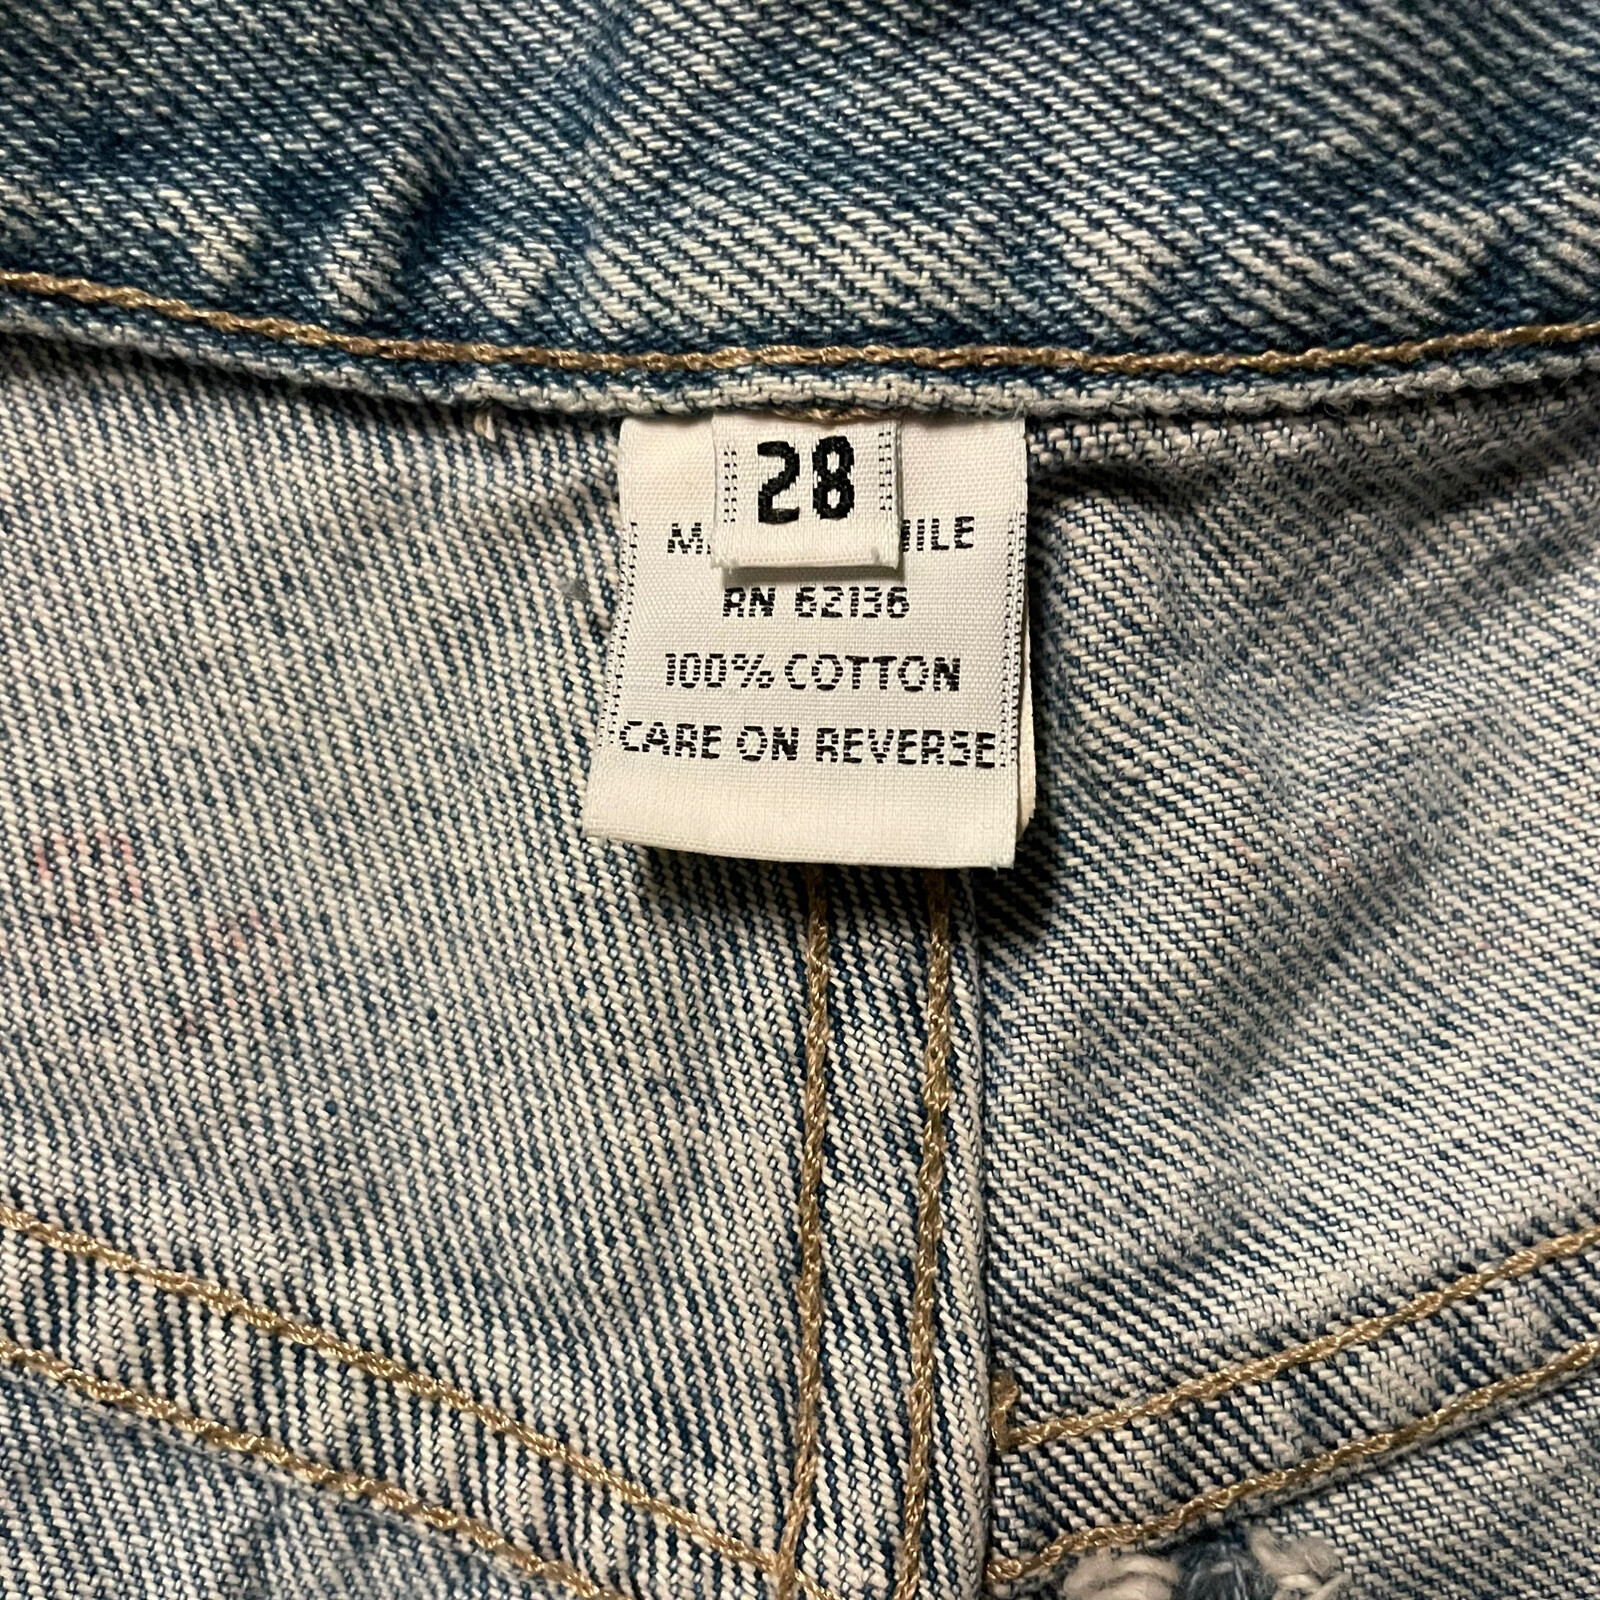 28
RN 62136
100% COTTON
CARE ON REVERSE